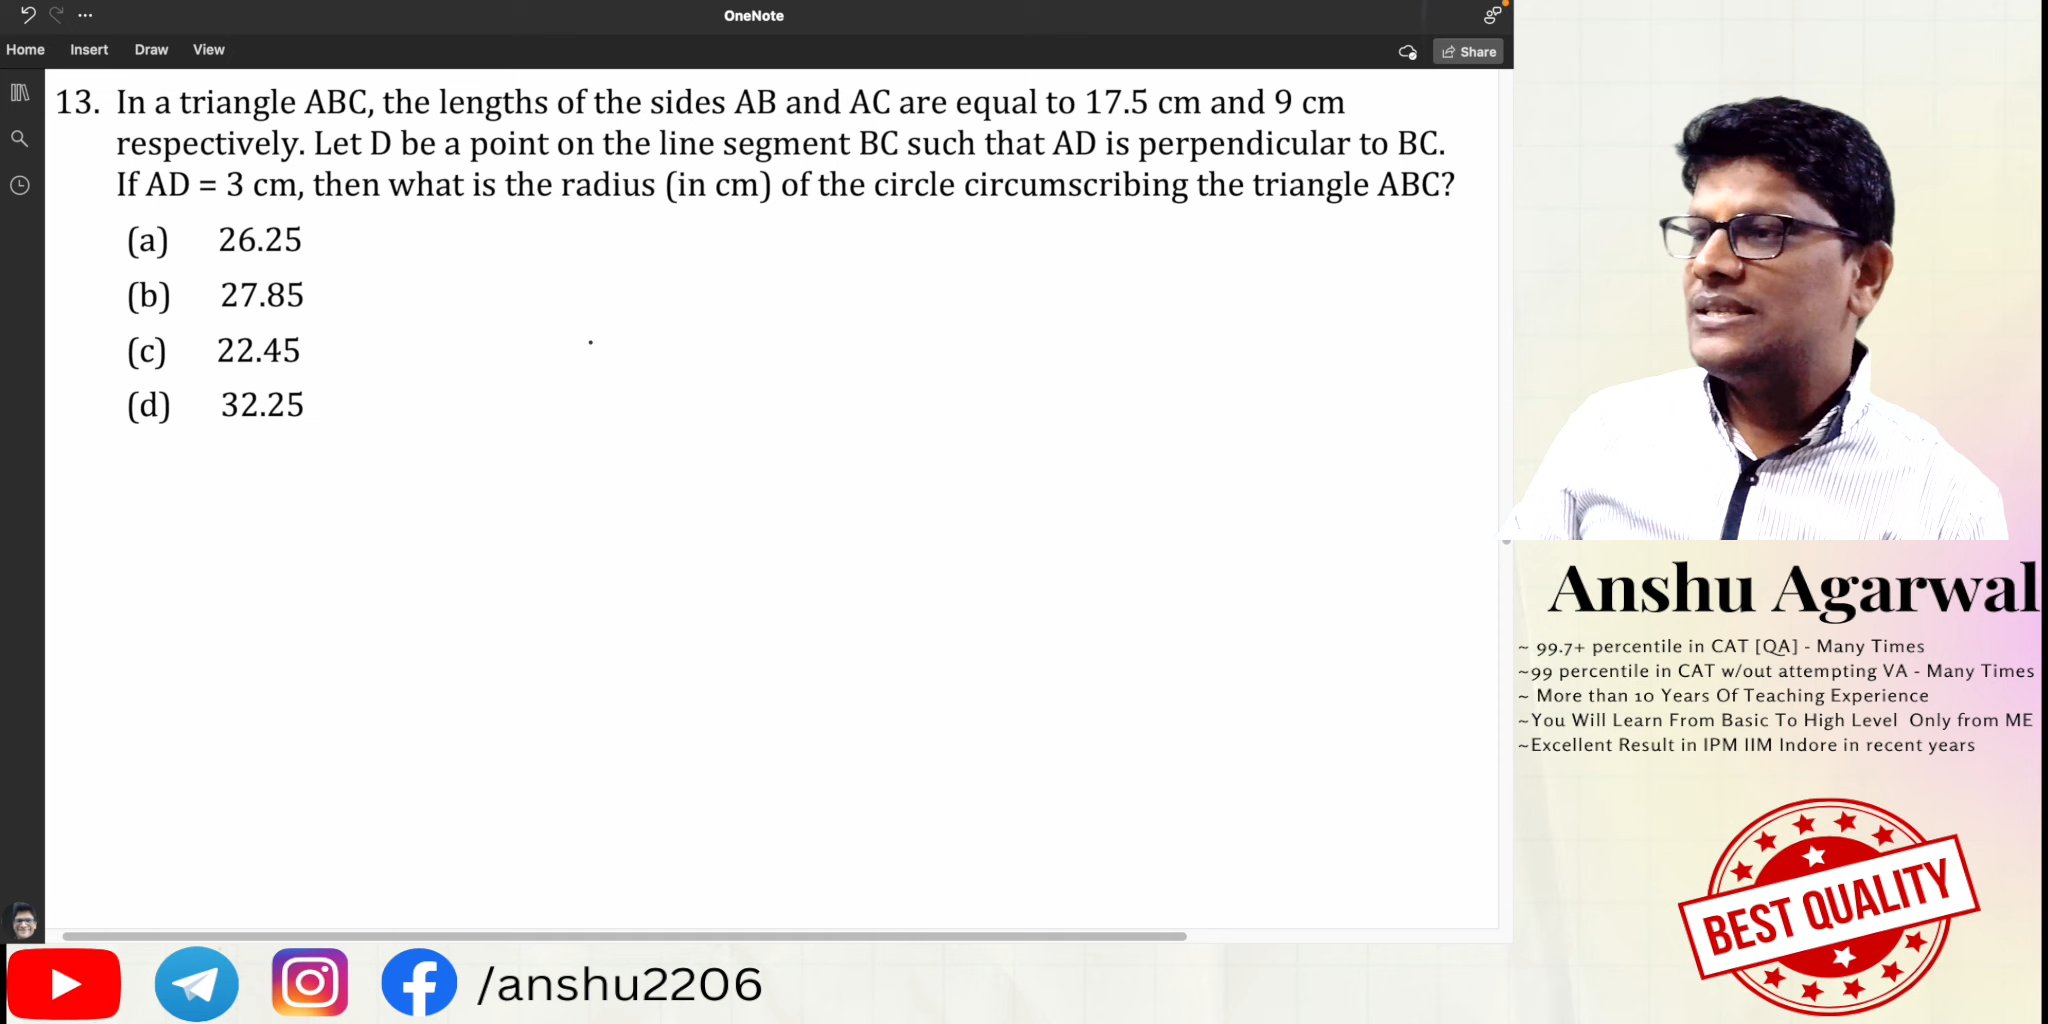 OneNote
Home Insert Draw View
Share
13. In a triangle ABC, the lengths of the sides AB and AC are equal to 17.5 cm and 9 cm
respectively. Let D be a point on the line segment BC such that AD is perpendicular to BC.
If AD = 3 cm, then what is the radius (in cm) of the circle circumscribing the triangle ABC?
(a) 26.25
(b) 27.85
(c) 22.45
(d) 32.25
Anshu Agarwal
~ 99.7+ percentile in CAT [QA] - Many Times
~99 percentile in CAT w/out attempting VA - Many Times
~ More than 10 Years Of Teaching Experience
~You Will Learn From Basic To High Level Only from ME
~Excellent Result in IPM IIM Indore in recent years
BEST QUALITY
/anshu2206